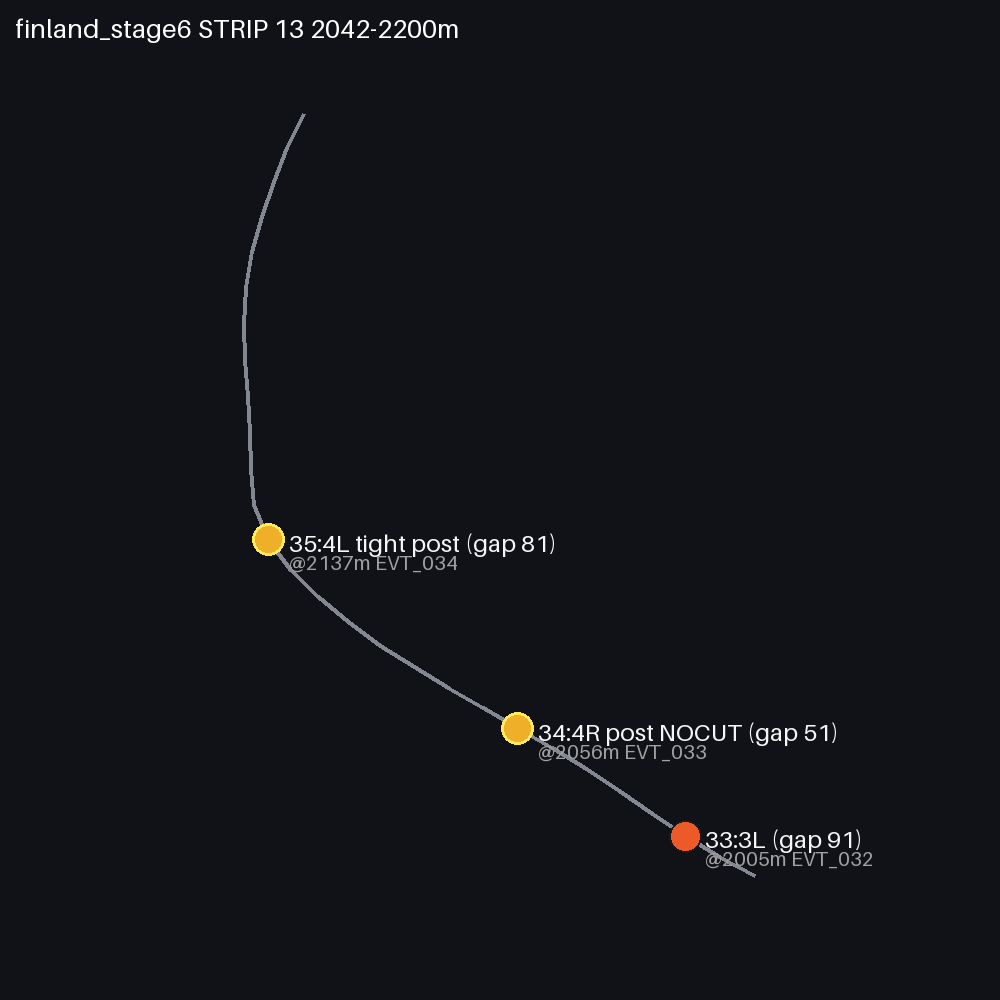 finland_stage6 STRIP 13 2042-2200m
35:4L tight post (gap 81)
@2137m EVT_034
34:4R post NOCUT (gap 51)
@2056m EVT_033
33:3L (gap 91)
@2005m EVT_032